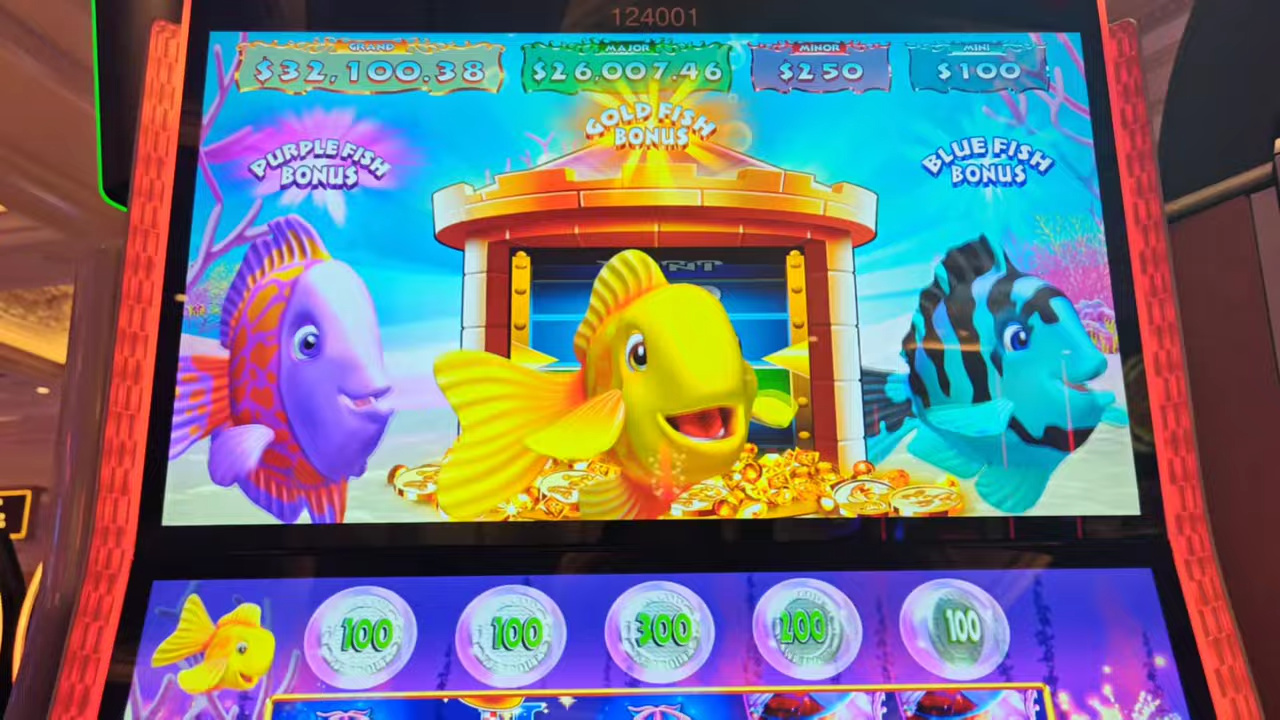 124001
GRAND
MAJOR
MINOR
MINI
$32,100.38
$26,007.46
$250
$100
GOLD FISH
BONUS
PURPLE FISH
BONUS
BLUE FISH
BONUS
100
100
300
200
100